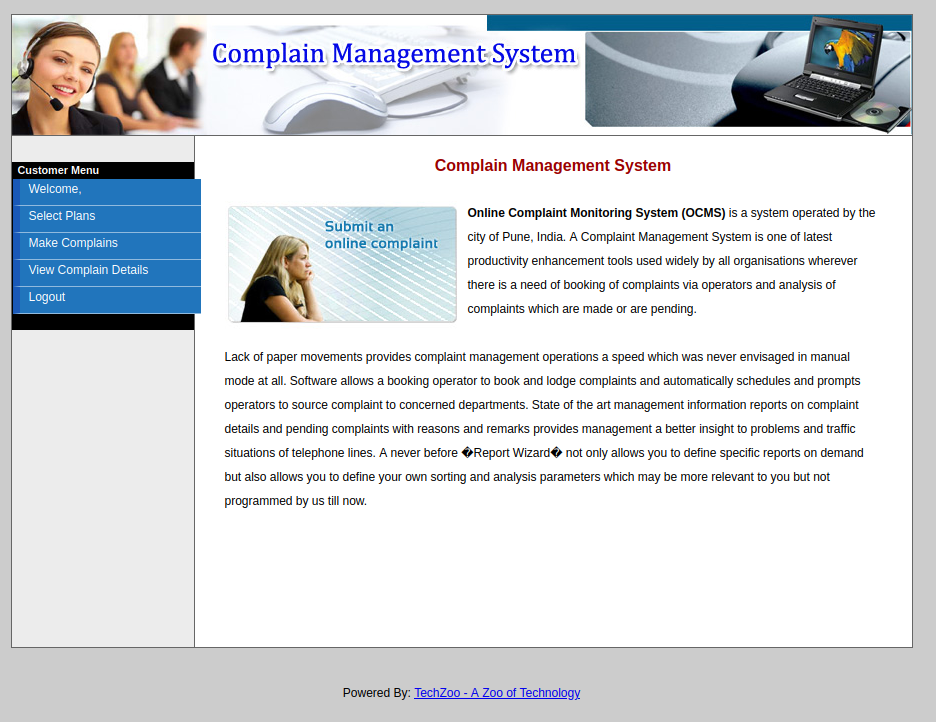 Complain Management System
Customer Menu
Welcome,
Select Plans
Make Complains
View Complain Details
Logout
Complain Management System
Submit an
online complaint
Online Complaint Monitoring System (OCMS) is a system operated by the
city of Pune, India. A Complaint Management System is one of latest
productivity enhancement tools used widely by all organisations wherever
there is a need of booking of complaints via operators and analysis of
complaints which are made or are pending.
Lack of paper movements provides complaint management operations a speed which was never envisaged in manual
mode at all. Software allows a booking operator to book and lodge complaints and automatically schedules and prompts
operators to source complaint to concerned departments. State of the art management information reports on complaint
details and pending complaints with reasons and remarks provides management a better insight to problems and traffic
situations of telephone lines. A never before �Report Wizard� not only allows you to define specific reports on demand
but also allows you to define your own sorting and analysis parameters which may be more relevant to you but not
programmed by us till now.
Powered By: TechZoo - A Zoo of Technology